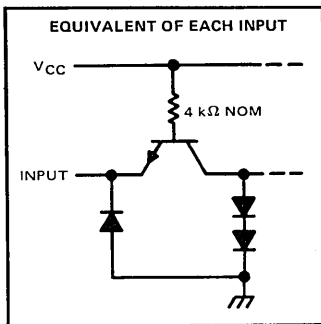 EQUIVALENT OF EACH INPUT
VCC
4 kΩ NOM
INPUT